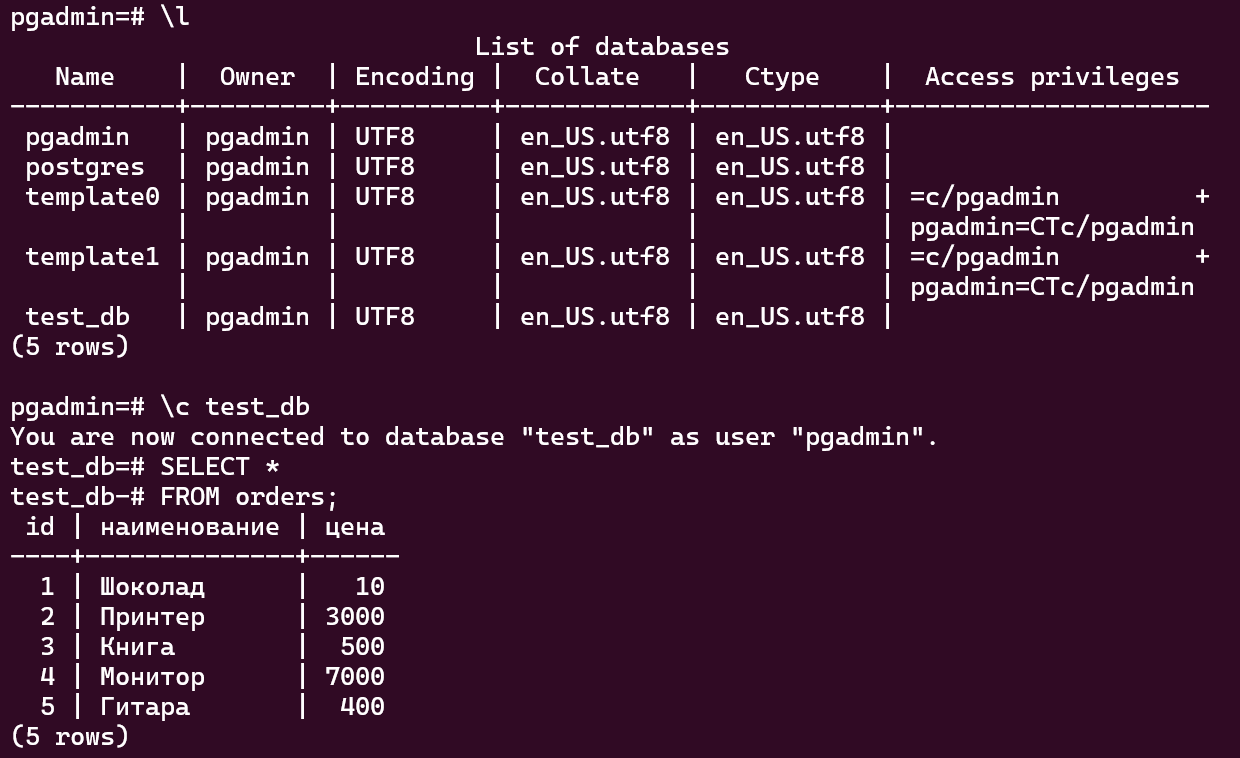 pgadmin=# \l
                               List of databases
   Name    |  Owner  | Encoding |  Collate   |   Ctype    |  Access privileges
-----------+---------+----------+------------+------------+---------------------
 pgadmin   | pgadmin | UTF8     | en_US.utf8 | en_US.utf8 |
 postgres  | pgadmin | UTF8     | en_US.utf8 | en_US.utf8 |
 template0 | pgadmin | UTF8     | en_US.utf8 | en_US.utf8 | =c/pgadmin         +
           |         |          |            |            | pgadmin=CTc/pgadmin
 template1 | pgadmin | UTF8     | en_US.utf8 | en_US.utf8 | =c/pgadmin         +
           |         |          |            |            | pgadmin=CTc/pgadmin
 test_db   | pgadmin | UTF8     | en_US.utf8 | en_US.utf8 |
(5 rows)

pgadmin=# \c test_db
You are now connected to database "test_db" as user "pgadmin".
test_db=# SELECT *
test_db-# FROM orders;
 id | наименование | цена
----+--------------+------
  1 | Шоколад      |   10
  2 | Принтер      | 3000
  3 | Книга        |  500
  4 | Монитор      | 7000
  5 | Гитара       |  400
(5 rows)